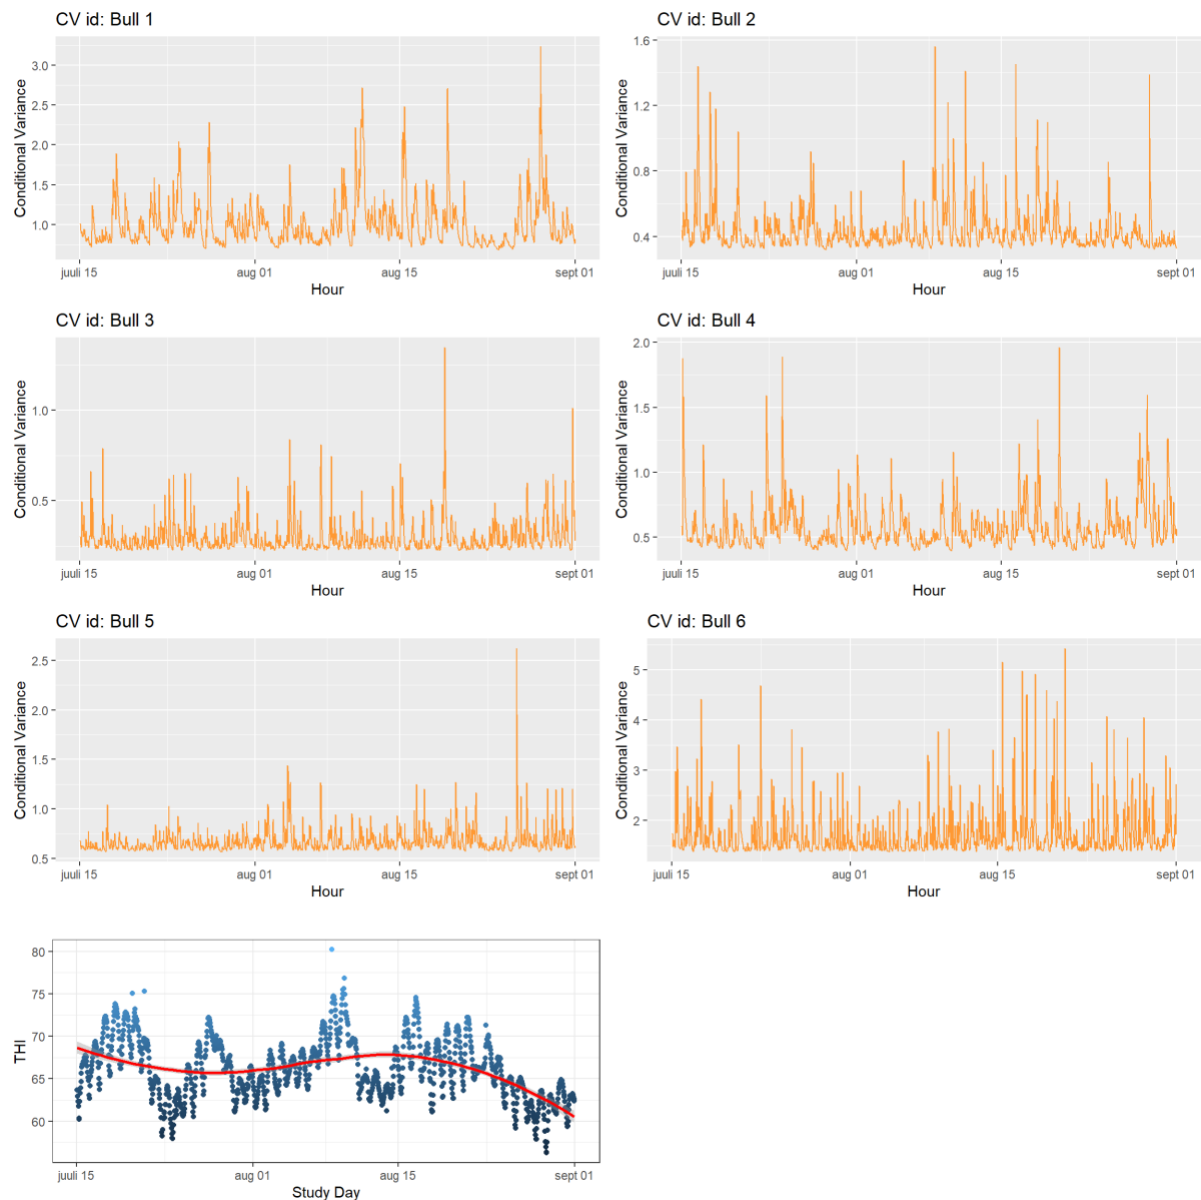 CV id: Bull 1
Conditional Variance
3.0
2.5
2.0
1.5
1.0
juuli 15
aug 01
aug 15
sept 01
Hour
CV id: Bull 2
Conditional Variance
1.6
1.2
0.8
0.4
juuli 15
aug 01
aug 15
sept 01
Hour
CV id: Bull 3
Conditional Variance
1.0
0.5
juuli 15
aug 01
aug 15
sept 01
Hour
CV id: Bull 4
Conditional Variance
2.0
1.5
1.0
0.5
juuli 15
aug 01
aug 15
sept 01
Hour
CV id: Bull 5
Conditional Variance
2.5
2.0
1.5
1.0
0.5
juuli 15
aug 01
aug 15
sept 01
Hour
CV id: Bull 6
Conditional Variance
5
4
3
2
juuli 15
aug 01
aug 15
sept 01
Hour
THI
80
75
70
65
60
juuli 15
aug 01
aug 15
sept 01
Study Day